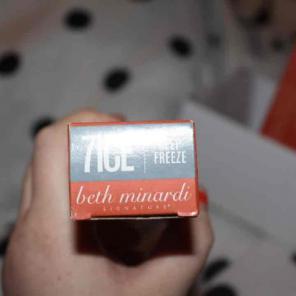 7ICE
DEEP
FREEZE
beth minardi
SIGNATURE